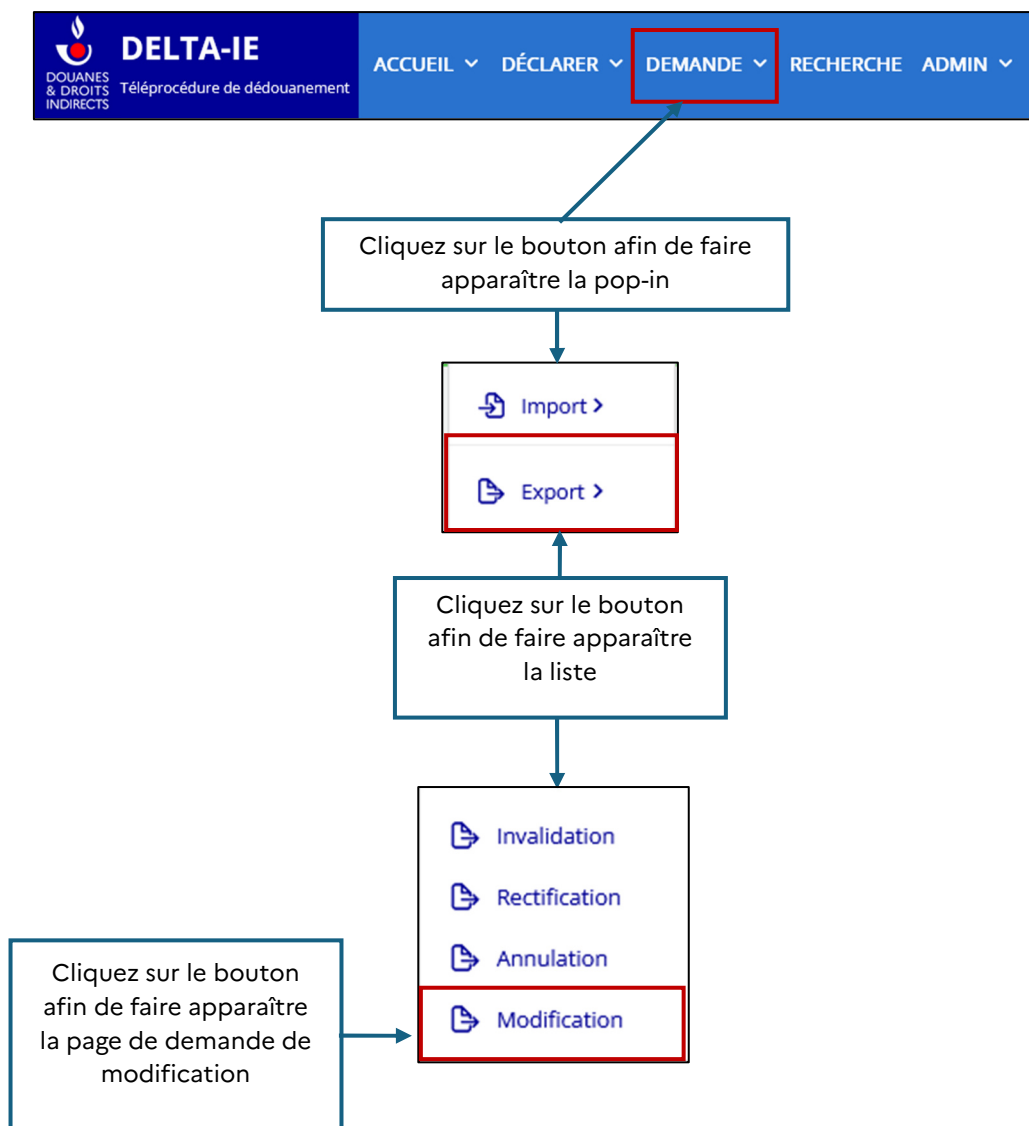 DOUANES
& DROITS
INDIRECTS
DELTA-IE
Téléprocédure de dédouanement
ACCUEIL DÉCLARER DEMANDE RECHERCHE ADMIN
Cliquez sur le bouton afin de faire
apparaître la pop-in
Import >
Export >
Cliquez sur le bouton
afin de faire apparaître
la liste
Invalidation
Rectification
Annulation
Modification
Cliquez sur le bouton
afin de faire apparaître
la page de demande de
modification